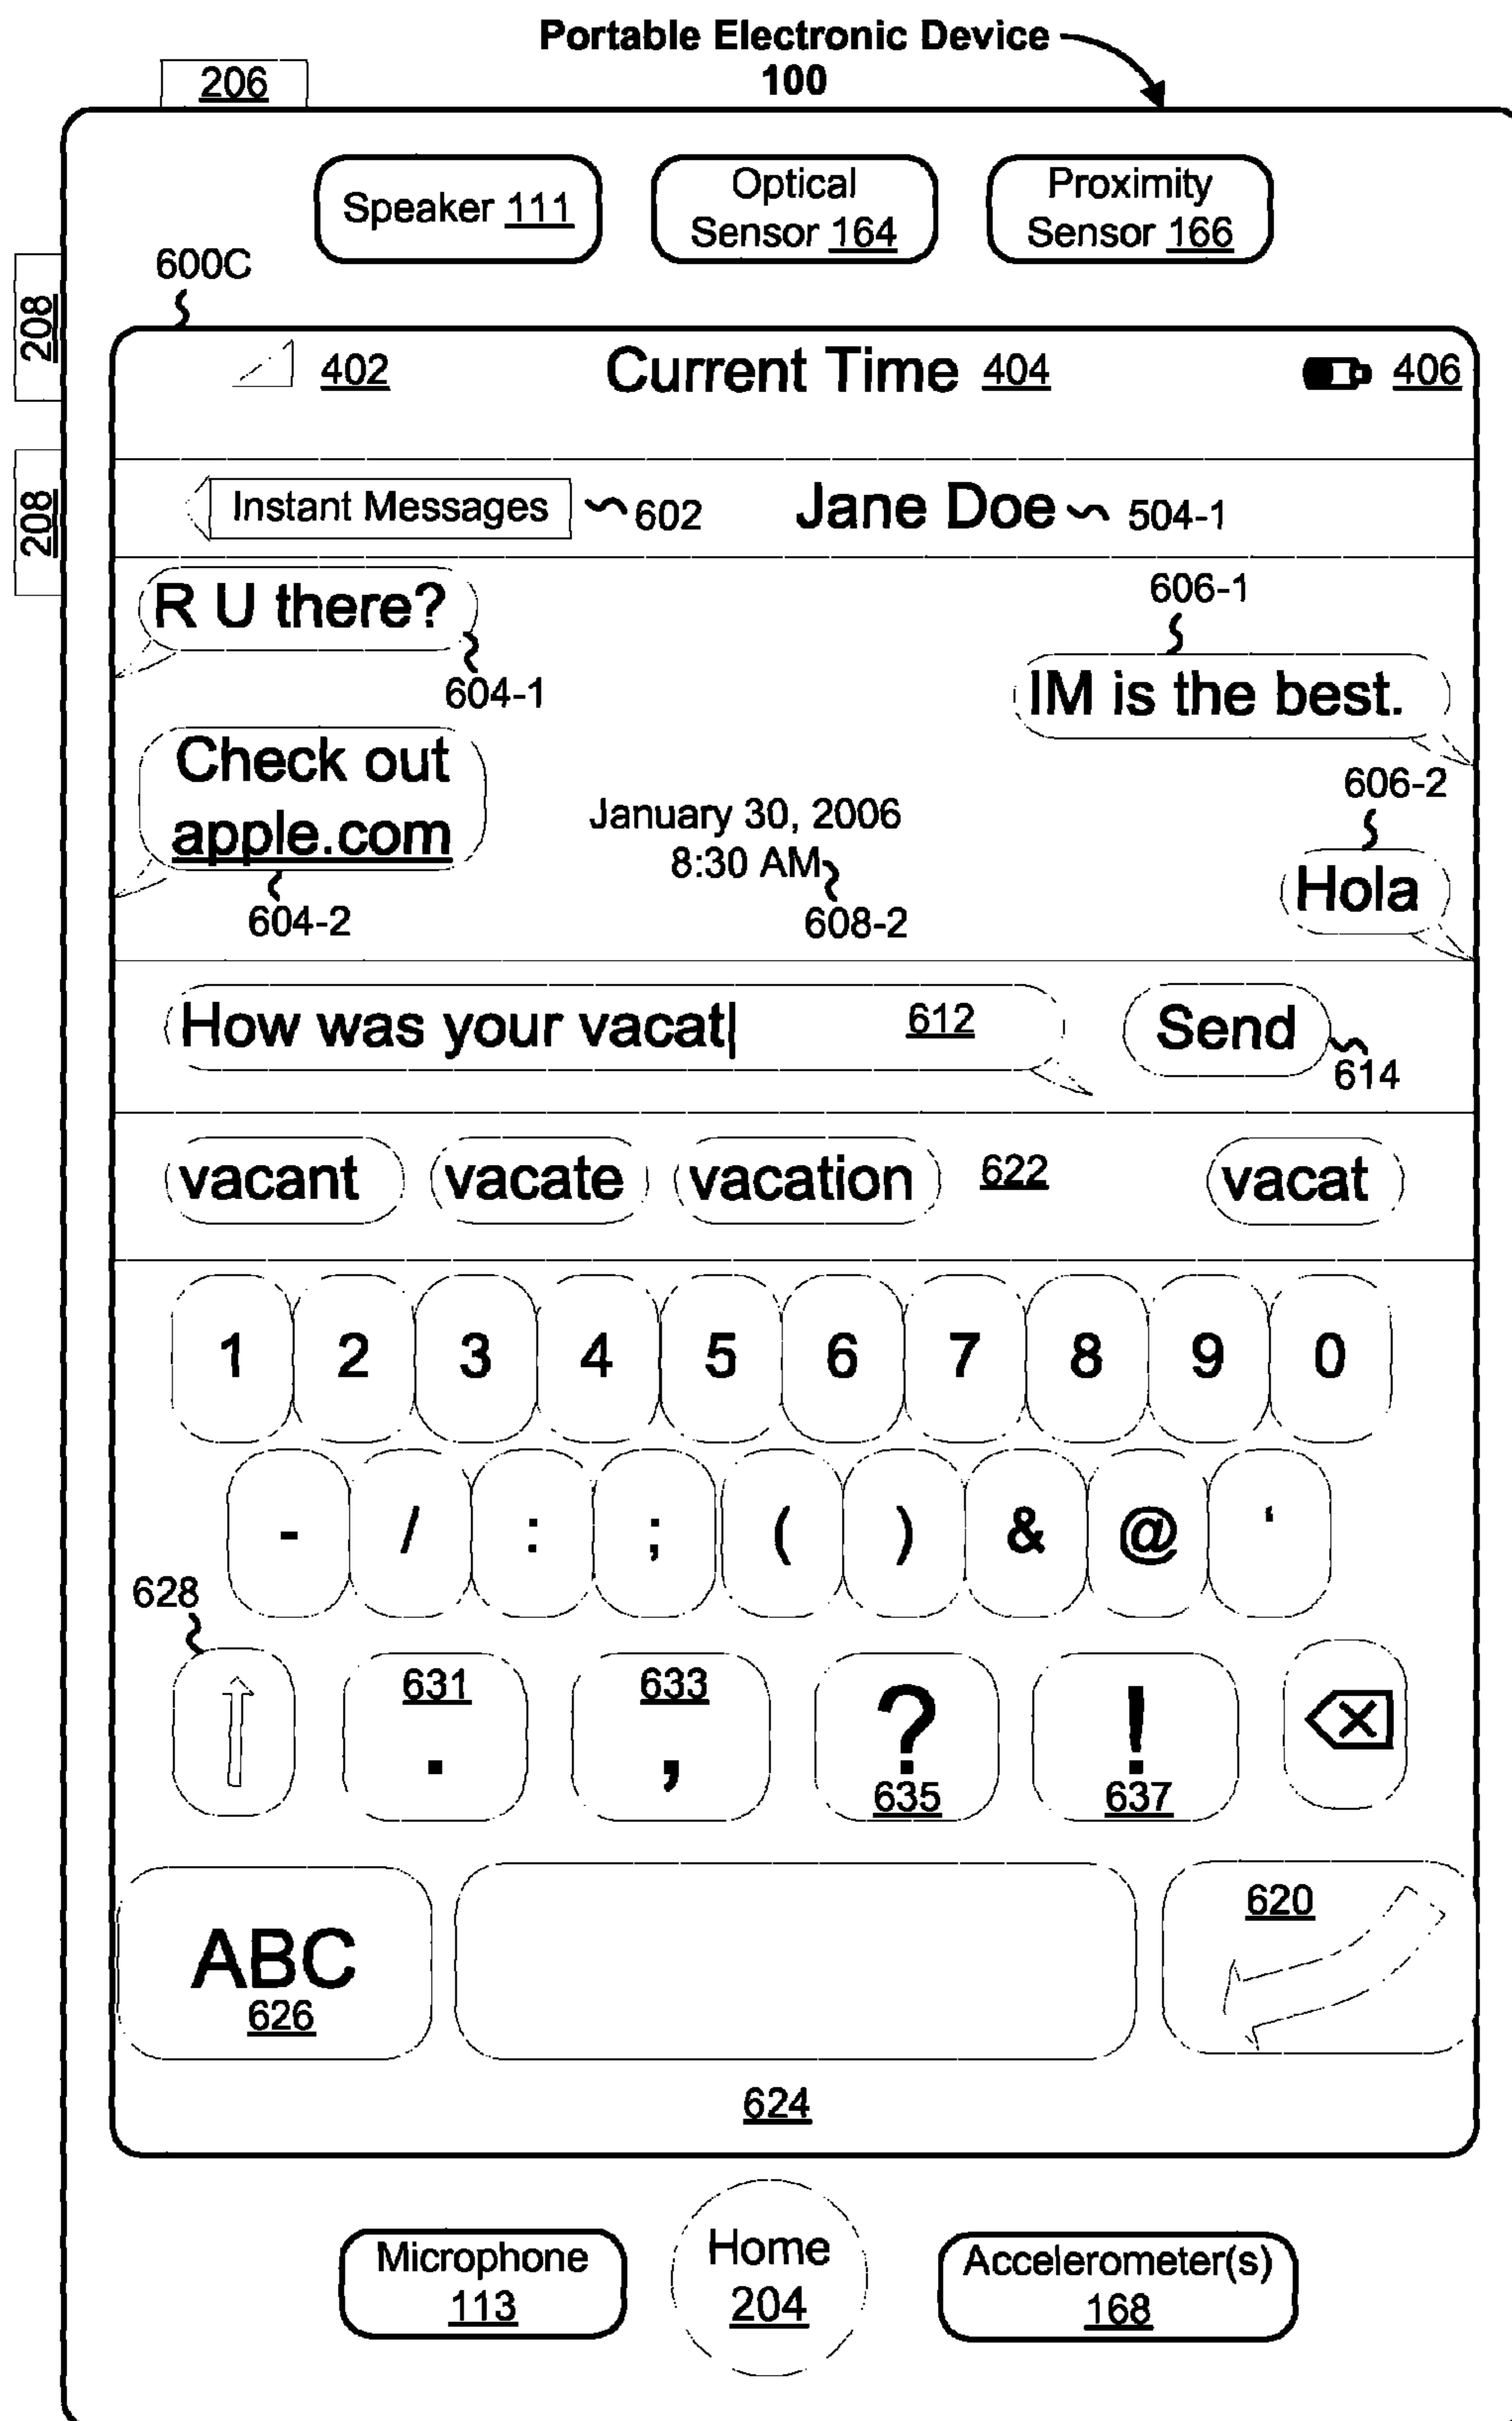 Portable Electronic Device
100
206
Speaker 111
Optical
Sensor 164
Proximity
Sensor 166
600C
208
402
Current Time 404
406
208
Instant Messages
602
Jane Doe
504-1
R U there?
604-1
606-1
IM is the best.
Check out
apple.com
604-2
January 30, 2006
8:30 AM
608-2
606-2
Hola
How was your vacat
612
Send
614
vacant
vacate
vacation
622
vacat
1 2 3 4 5 6 7 8 9 0
- / : ; ( ) & @ ‘
628
631
.
633
,
?
635
!
637
ABC
626
620
624
Microphone
113
Home
204
Accelerometer(s)
168